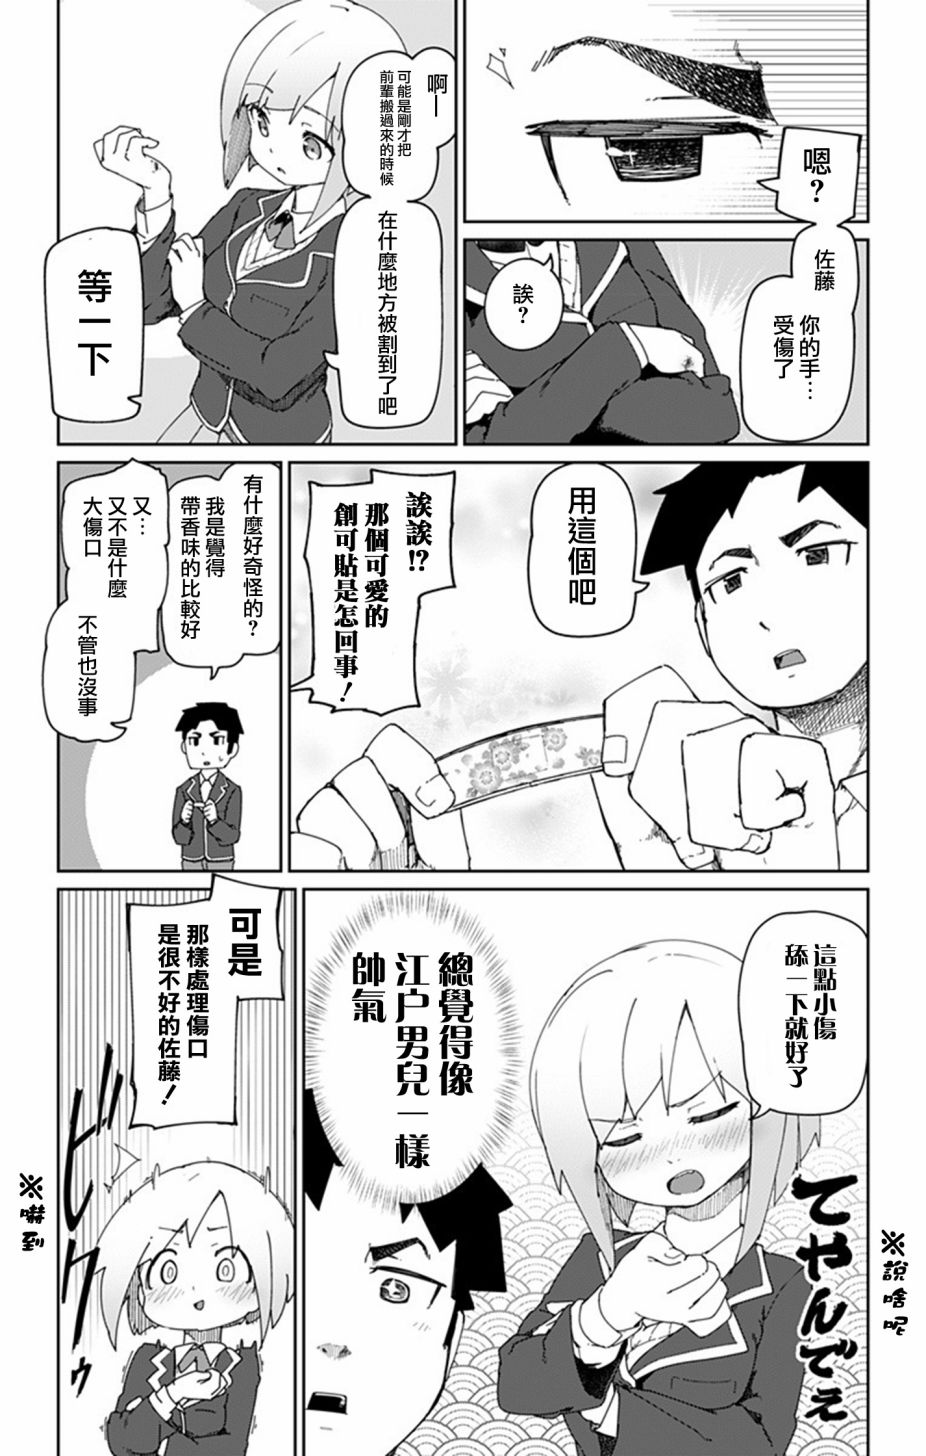 嗯?
佐藤
你的手…
受傷了
誒?
啊—
可能是剛才把
前輩搬過來的時候
在什麼地方被割到了吧
等一下
用這個吧
誒誒!?
那個可愛的
創可貼是怎回事!
有什麼好奇怪的?
我是覺得
帶香味的比較好
又…
又不是什麼
大傷口
不管也沒事
這點小傷
舔一下就好了
てやんでぇ
※說啥呢
總覺得像
江户男兒一樣
帥氣
可是
那樣處理傷口
是很不好的佐藤!
ビクゥ
※嚇到